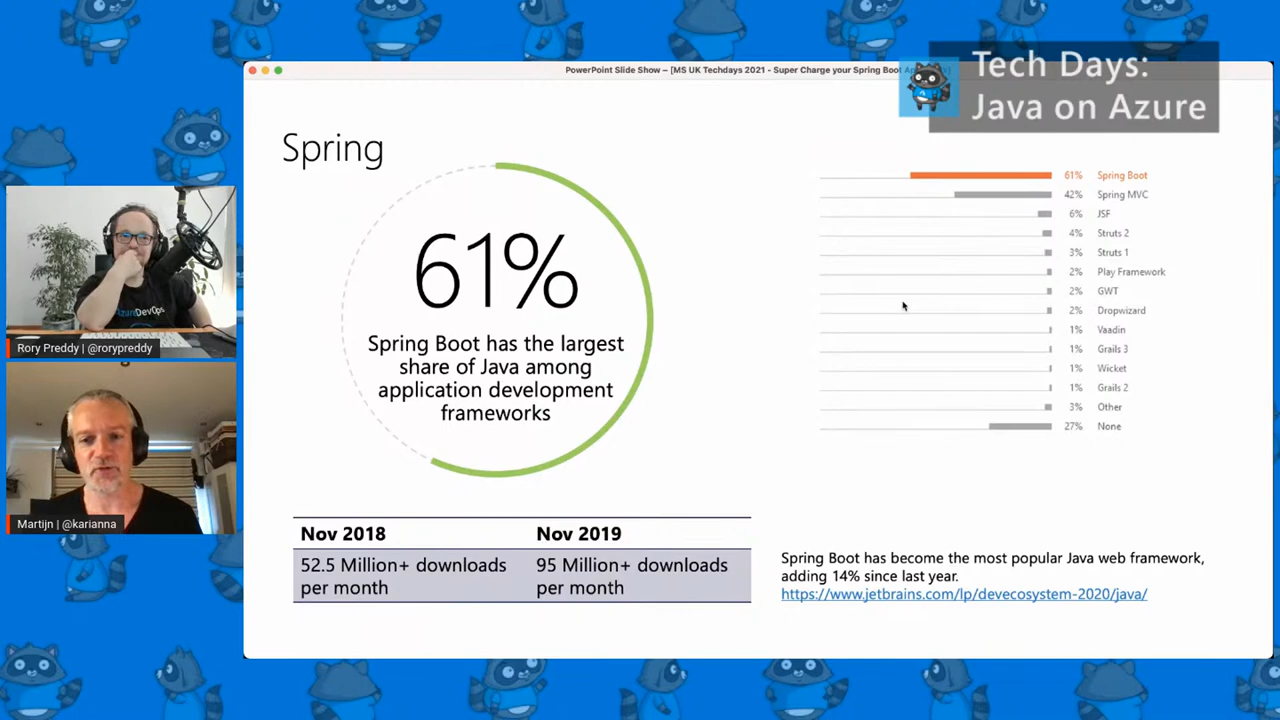 PowerPoint Slide Show – [MS UK Techdays 2021 - Super Charge your Spring Boot
Tech Days:
Java on Azure
Spring
61%
Spring Boot has the largest
share of Java among
application development
frameworks
61% Spring Boot
42% Spring MVC
6% JSF
4% Struts 2
3% Struts 1
2% Play Framework
2% GWT
2% Dropwizard
1% Vaadin
1% Grails 3
1% Wicket
1% Grails 2
3% Other
27% None
Nov 2018 Nov 2019
52.5 Million+ downloads 95 Million+ downloads
per month per month
Spring Boot has become the most popular Java web framework,
adding 14% since last year.
https://www.jetbrains.com/lp/devecosystem-2020/java/
AzureDevOps
Rory Preddy | @rorypreddy
Martijn | @karianna